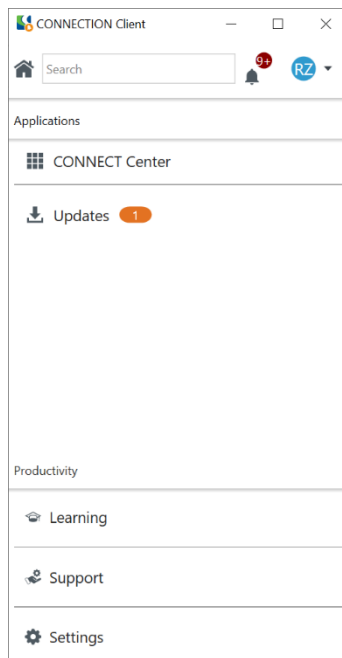 CONNECTION Client
Search
9+
RZ
Applications
CONNECT Center
Updates 1
Productivity
Learning
Support
Settings